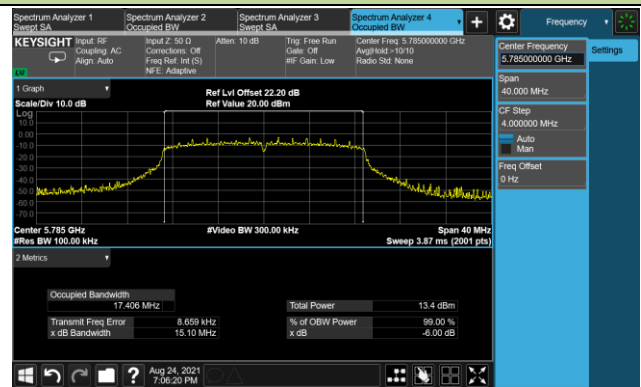 Spectrum Analyzer 1
Swept SA
Spectrum Analyzer 2
Occupied BW
Spectrum Analyzer 3
Swept SA
Spectrum Analyzer 4
Occupied BW
▼
+
Frequency
▼
KEYSIGHT
Input: RF
Coupling: AC
Align: Auto
Input Z: 50 Ω
Corrections: Off
Freq Ref: Int (S)
NFE: Adaptive
Atten: 10 dB
Trig: Free Run
Gate: Off
#IF Gain: Low
Center Freq: 5.785000000 GHz
Avg|Hold:>10/10
Radio Std: None
Center Frequency
5.785000000 GHz
Settings
Span
40.000 MHz
CF Step
4.000000 MHz
Auto
Man
Freq Offset
0 Hz
1 Graph
▼
Scale/Div 10.0 dB
Ref Lvl Offset 22.20 dB
Ref Value 20.00 dBm
Log
10.0
0.00
-10.0
-20.0
-30.0
-40.0
-50.0
-60.0
-70.0
Center 5.785 GHz
#Res BW 100.00 kHz
#Video BW 300.00 kHz
Span 40 MHz
Sweep 3.87 ms (2001 pts)
2 Metrics
▼
Occupied Bandwidth
17.406 MHz
Total Power
13.4 dBm
Transmit Freq Error
8.659 kHz
% of OBW Power
99.00 %
x dB Bandwidth
15.10 MHz
x dB
-6.00 dB
?
Aug 24, 2021
7:06:20 PM